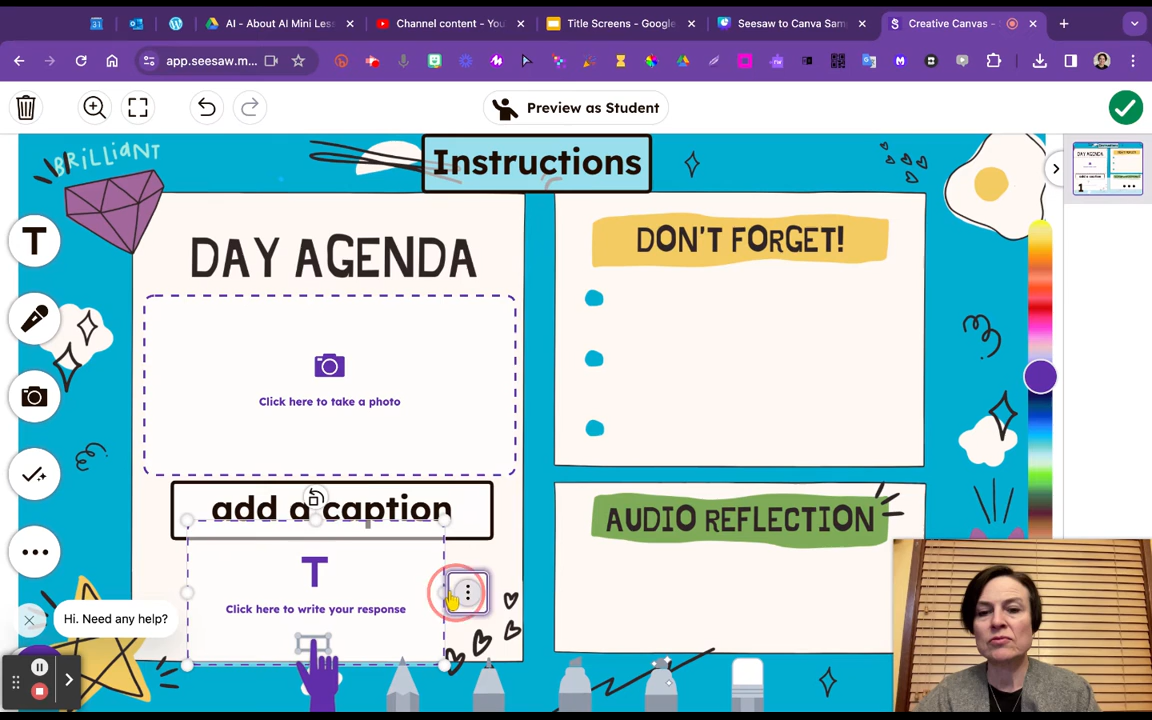 AI - About AI Mini Les
Channel content - You
Title Screens - Google
Seesaw to Canva Sam
Creative Canvas -
app.seesaw.m...
Preview as Student
BRiLLiaNT
Instructions
DAY AGENDA
Click here to take a photo
add a caption
T
Click here to write your response
DON'T FORGET!
AUDIO REFLECTION
T
Hi. Need any help?